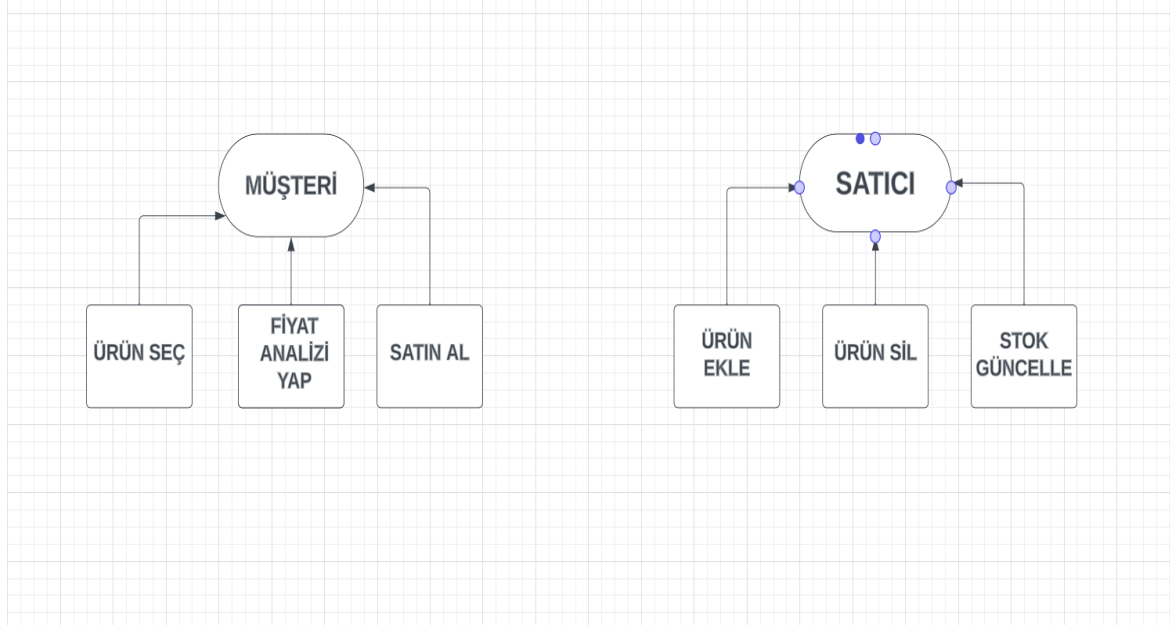 MÜŞTERİ
SATICI
ÜRÜN SEÇ
FİYAT
ANALİZİ
YAP
SATIN AL
ÜRÜN
EKLE
ÜRÜN SİL
STOK
GÜNCELLE